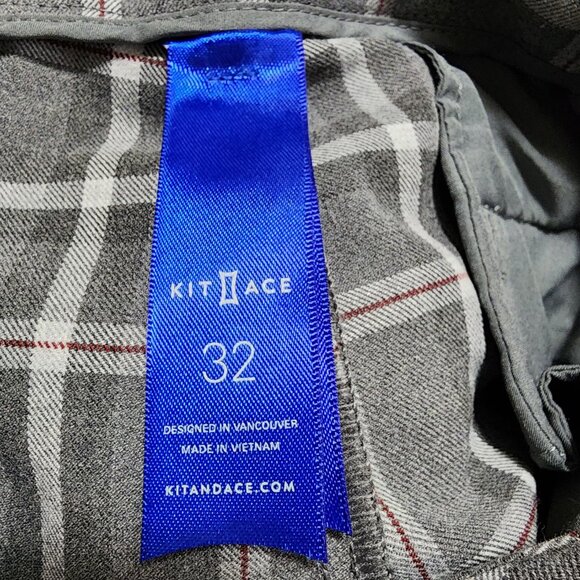 KIT ACE
32
DESIGNED IN VANCOUVER
MADE IN VIETNAM
KITANDACE.COM